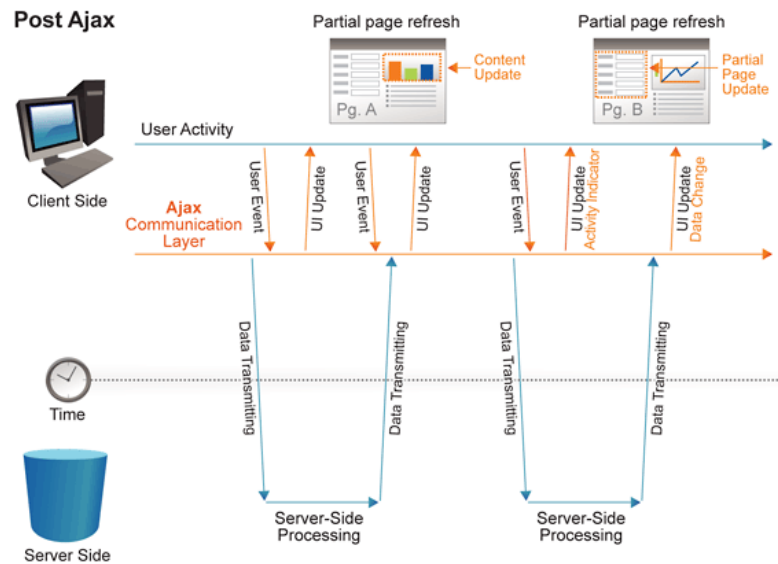 Post Ajax
Partial page refresh
Partial page refresh
Content
Update
Partial
Page
Update
Pg. A
Pg. B
User Activity
Client Side
Ajax
Communication
Layer
User Event
UI Update
User Event
UI Update
User Event
UI Update
Activity Indicator
UI Update
Data Change
Data Transmitting
Data Transmitting
Data Transmitting
Data Transmitting
Time
Server-Side
Processing
Server-Side
Processing
Server Side